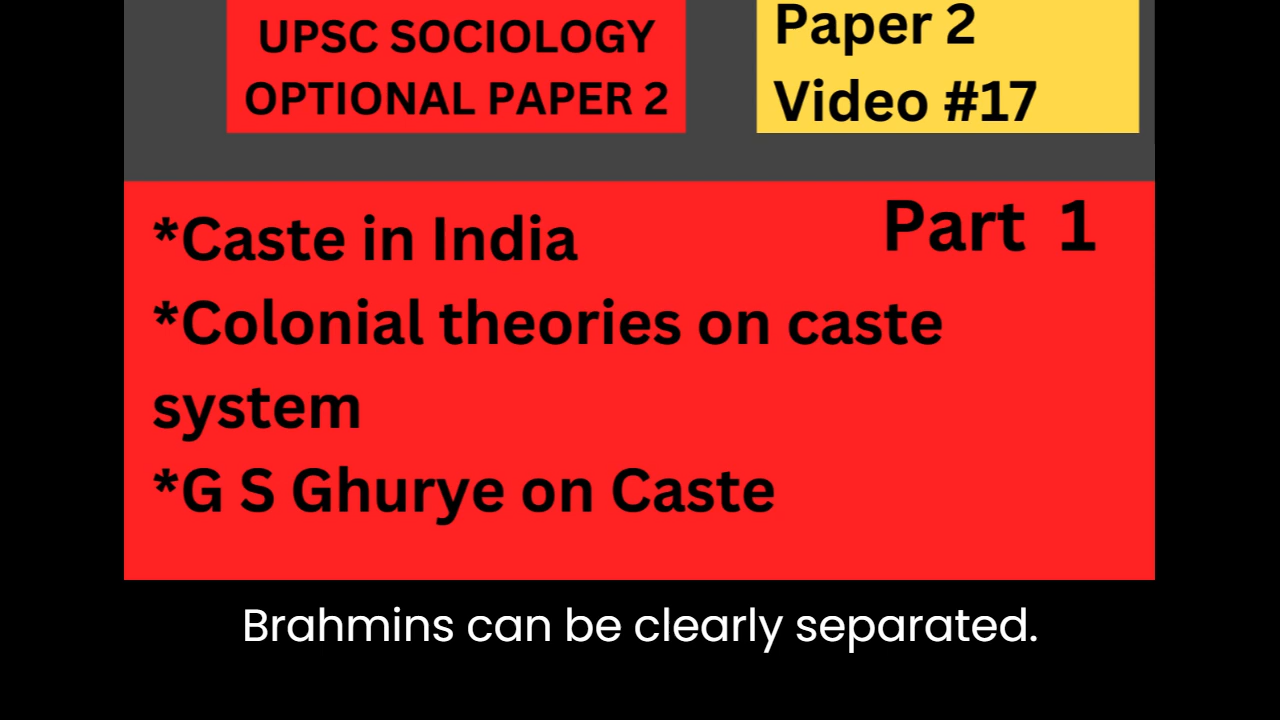 UPSC SOCIOLOGY
OPTIONAL PAPER 2
Paper 2
Video #17
Part 1
*Caste in India
*Colonial theories on caste
system
*G S Ghurye on Caste
Brahmins can be clearly separated.